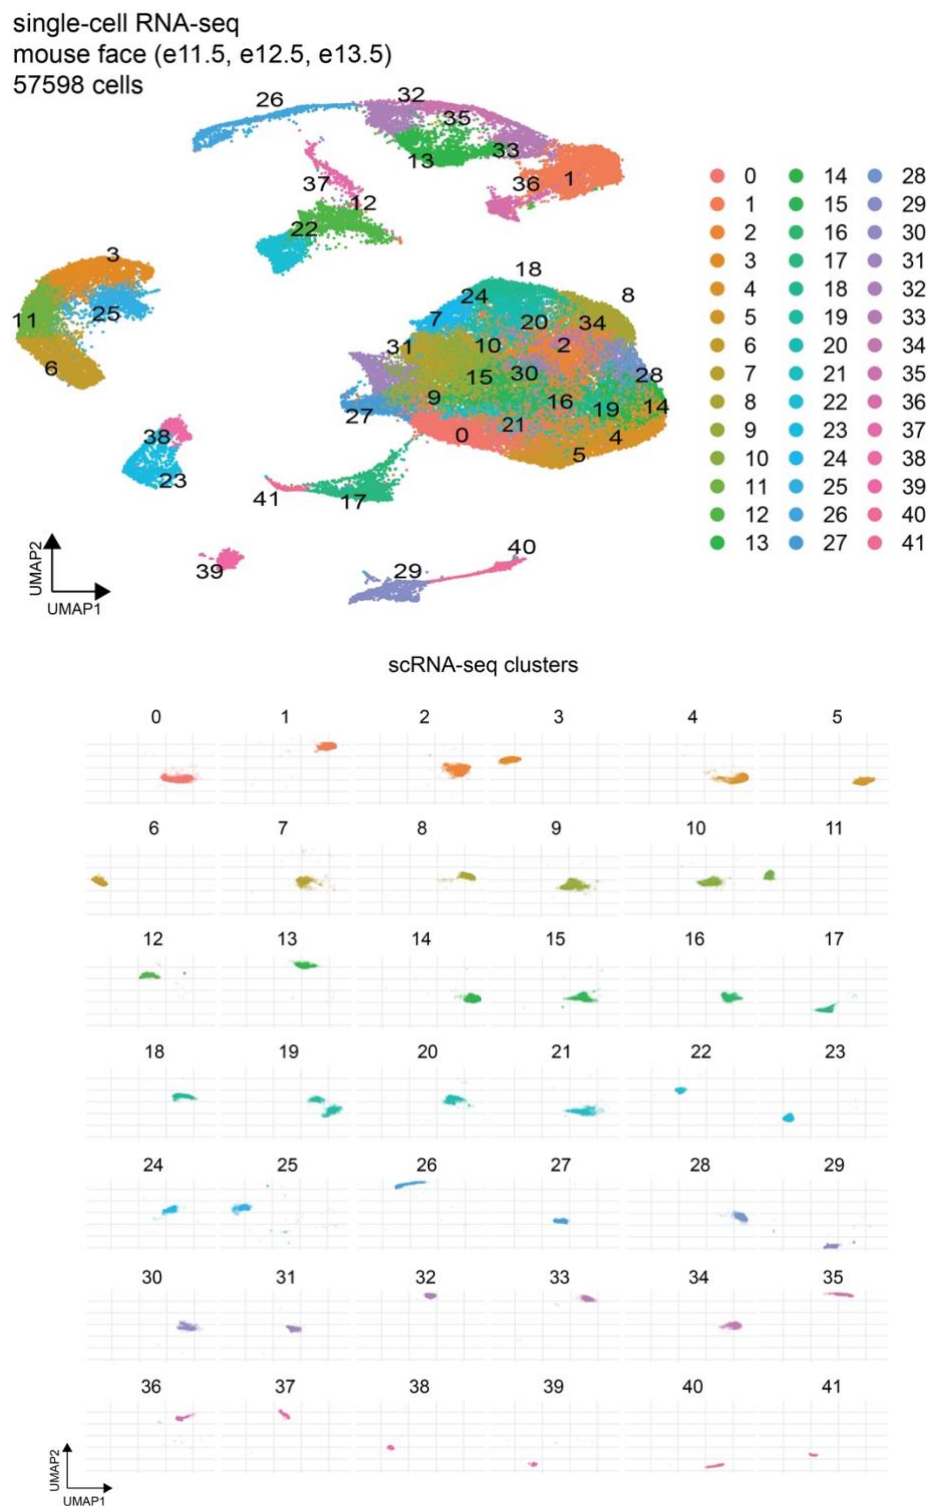 single-cell RNA-seq
mouse face (e11.5, e12.5, e13.5)
57598 cells
26
32
35
33
13
37
36
1
12
22
3
25
11
6
18
24
8
7
20
34
31
10
2
15
30
28
9
16
19
14
27
21
0
4
5
38
23
41
17
39
29
40
UMAP2
UMAP1
0 14 28
1 15 29
2 16 30
3 17 31
4 18 32
5 19 33
6 20 34
7 21 35
8 22 36
9 23 37
10 24 38
11 25 39
12 26 40
13 27 41
scRNA-seq clusters
0 1 2 3 4 5
6 7 8 9 10 11
12 13 14 15 16 17
18 19 20 21 22 23
24 25 26 27 28 29
30 31 32 33 34 35
36 37 38 39 40 41
UMAP2
UMAP1